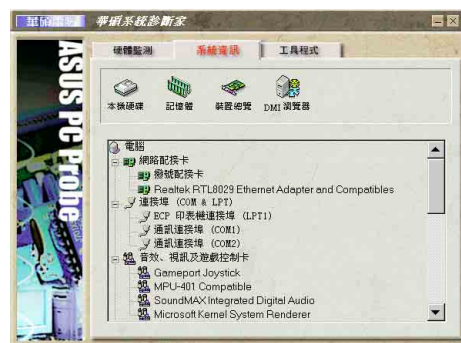 華碩電腦 華碩系統診斷家
ASUS PC Probe
硬體監測 系統資訊 工具程式
本機硬碟 記憶體 裝置總覽 DMI 瀏覽器
電腦
網路配接卡
撥號配接卡
Realtek RTL8029 Ethernet Adapter and Compatibles
連接埠 (COM & LPT)
ECP 印表機連接埠 (LPT1)
通訊連接埠 (COM1)
通訊連接埠 (COM2)
音效、視訊及遊戲控制卡
Gameport Joystick
MPU-401 Compatible
SoundMAX Integrated Digital Audio
Microsoft Kernel System Renderer